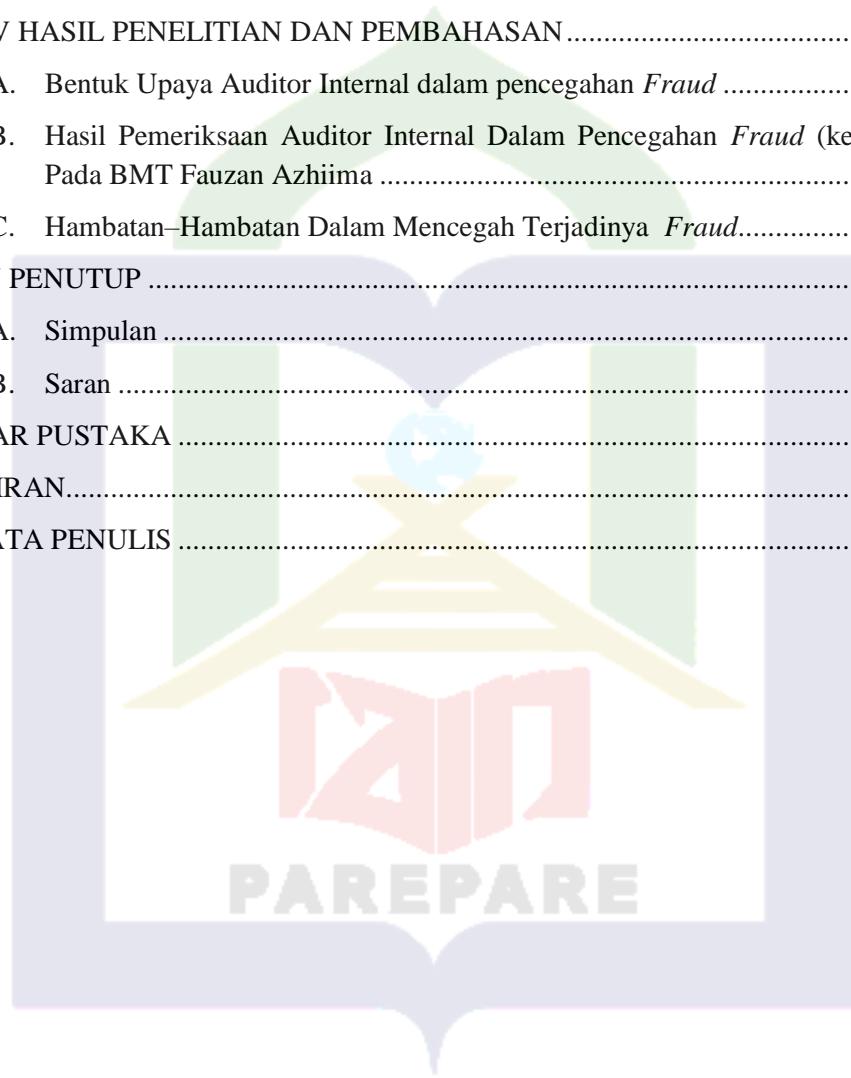 V HASIL PENELITIAN DAN PEMBAHASAN ....................................
A. Bentuk Upaya Auditor Internal dalam pencegahan Fraud ..................
B. Hasil Pemeriksaan Auditor Internal Dalam Pencegahan Fraud (ke
Pada BMT Fauzan Azhiima ...............................................................
C. Hambatan–Hambatan Dalam Mencegah Terjadinya Fraud...............
PENUTUP ..............................................................................................
A. Simpulan ............................................................................................
B. Saran ..................................................................................................
AR PUSTAKA .........................................................................................
IRAN.........................................................................................................
ATA PENULIS .........................................................................................
iain
PAREPARE